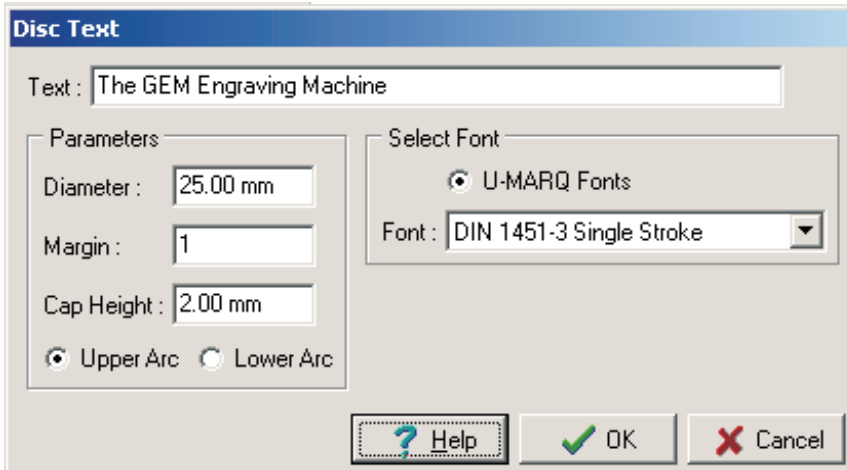 Disc Text
Text : The GEM Engraving Machine
Parameters
Diameter : 25.00 mm
Margin : 1
Cap Height : 2.00 mm
Upper Arc Lower Arc
Select Font
U-MARQ Fonts
Font : DIN 1451-3 Single Stroke
? Help OK Cancel